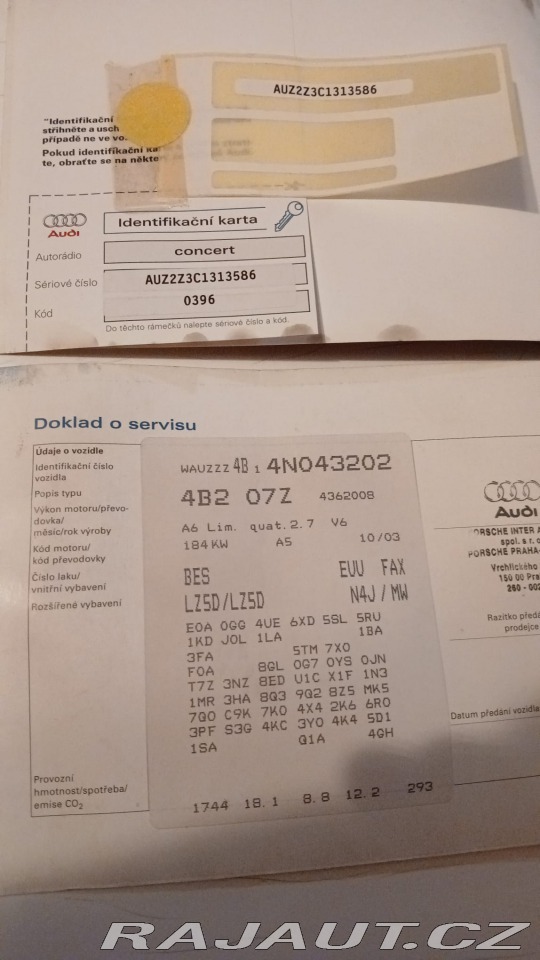 AUZ2Z3C1313586
"Identifikační
střihněte a usch
případě ne ve vo
Pokud identifikační ka
te, obraťte se na někte
Audi
Identifikační karta
Autorádio
concert
Sériové číslo
AUZ2Z3C1313586
Kód
0396
Do těchto rámečků nalepte sériové číslo a kód.
Doklad o servisu
Údaje o vozidle
Identifikační číslo
vozidla
WAUZZZ 4B 1 4N043202
Popis typu
4B2 07Z 4362008
Výkon motoru/převo-
dovka/
měsíc/rok výroby
A6 Lim. quat.2.7 V6
184KW A5 10/03
Kód motoru/
kód převodovky
BES EUU FAX
Číslo laku/
vnitřní vybavení
LZ5D/LZ5D N4J/MW
Rozšířené vybavení
E0A 0GG 4UE 6XD 5SL 5RU
1KD J0L 1LA 1BA
3FA 5TM 7X0
F0A 8GL 0G7 0YS 0JN
T7Z 3NZ 8ED U1C X1F 1N3
1MR 3HA 8Q3 9Q2 8Z5 MK5
7Q0 C9K 7K0 4X4 2K6 6R0
3PF S3G 4KC 3Y0 4K4 5D1
1SA Q1A 4GH
Provozní
hmotnost/spotřeba/
emise CO2
1744 18.1 8.8 12.2 293
Audi
PORSCHE INTER A
spol. s r. o
PORSCHE PRAHA-
Vrchlického
150 00 Pra
260-002
Razítko před
prodejce
Datum předání vozidla
RAJAUT.CZ